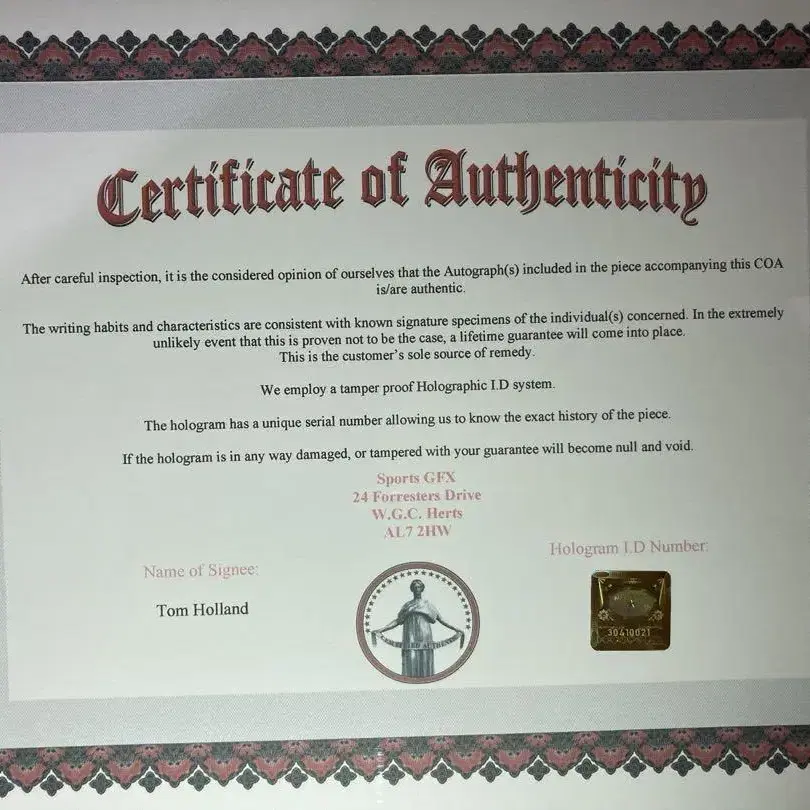 Certificate of Authenticity
After careful inspection, it is the considered opinion of ourselves that the Autograph(s) included in the piece accompanying this COA
is/are authentic.
The writing habits and characteristics are consistent with known signature specimens of the individual(s) concerned. In the extremely
unlikely event that this is proven not to be the case, a lifetime guarantee will come into place.
This is the customer's sole source of remedy.
We employ a tamper proof Holographic I.D system.
The hologram has a unique serial number allowing us to know the exact history of the piece.
If the hologram is in any way damaged, or tampered with your guarantee will become null and void.
Sports GFX
24 Forresters Drive
W.G.C. Herts
AL7 2HW
Name of Signee:
Tom Holland
Hologram I.D Number:
30410021